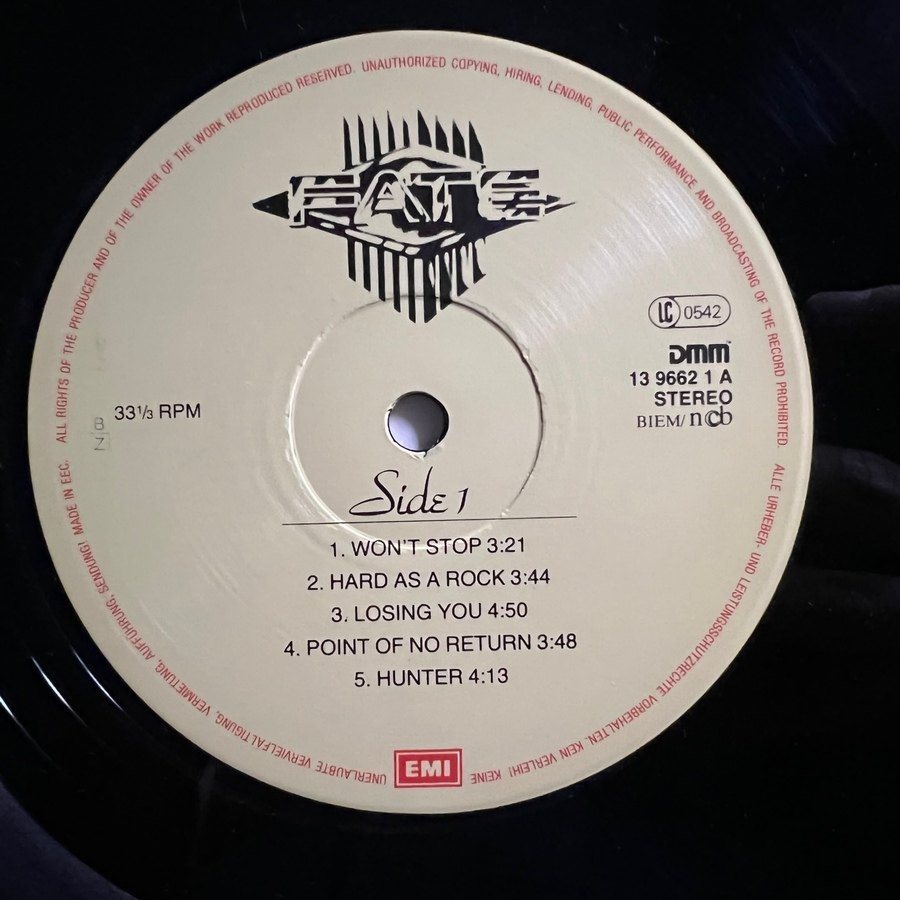 ALL RIGHTS OF THE PRODUCER AND OF THE OWNER OF THE WORK REPRODUCED RESERVED. UNAUTHORIZED COPYING, HIRING, LENDING, PUBLIC PERFORMANCE AND BROADCASTING OF THE RECORD PROHIBITED. ALLE URHEBER- UND LEISTUNGSSCHUTZRECHTE VORBEHALTEN. KEIN VERLEIH! KEINE UNERLAUBTE VERVIELFÄLTIGUNG, VERMIETUNG, AUFFÜHRUNG, SENDUNG! MADE IN EEC.
FATE
LC 0542
DMM™
13 9662 1 A
STEREO
BIEM/ncb
33⅓ RPM
B
Z
Side 1
1. WON'T STOP 3:21
2. HARD AS A ROCK 3:44
3. LOSING YOU 4:50
4. POINT OF NO RETURN 3:48
5. HUNTER 4:13
EMI